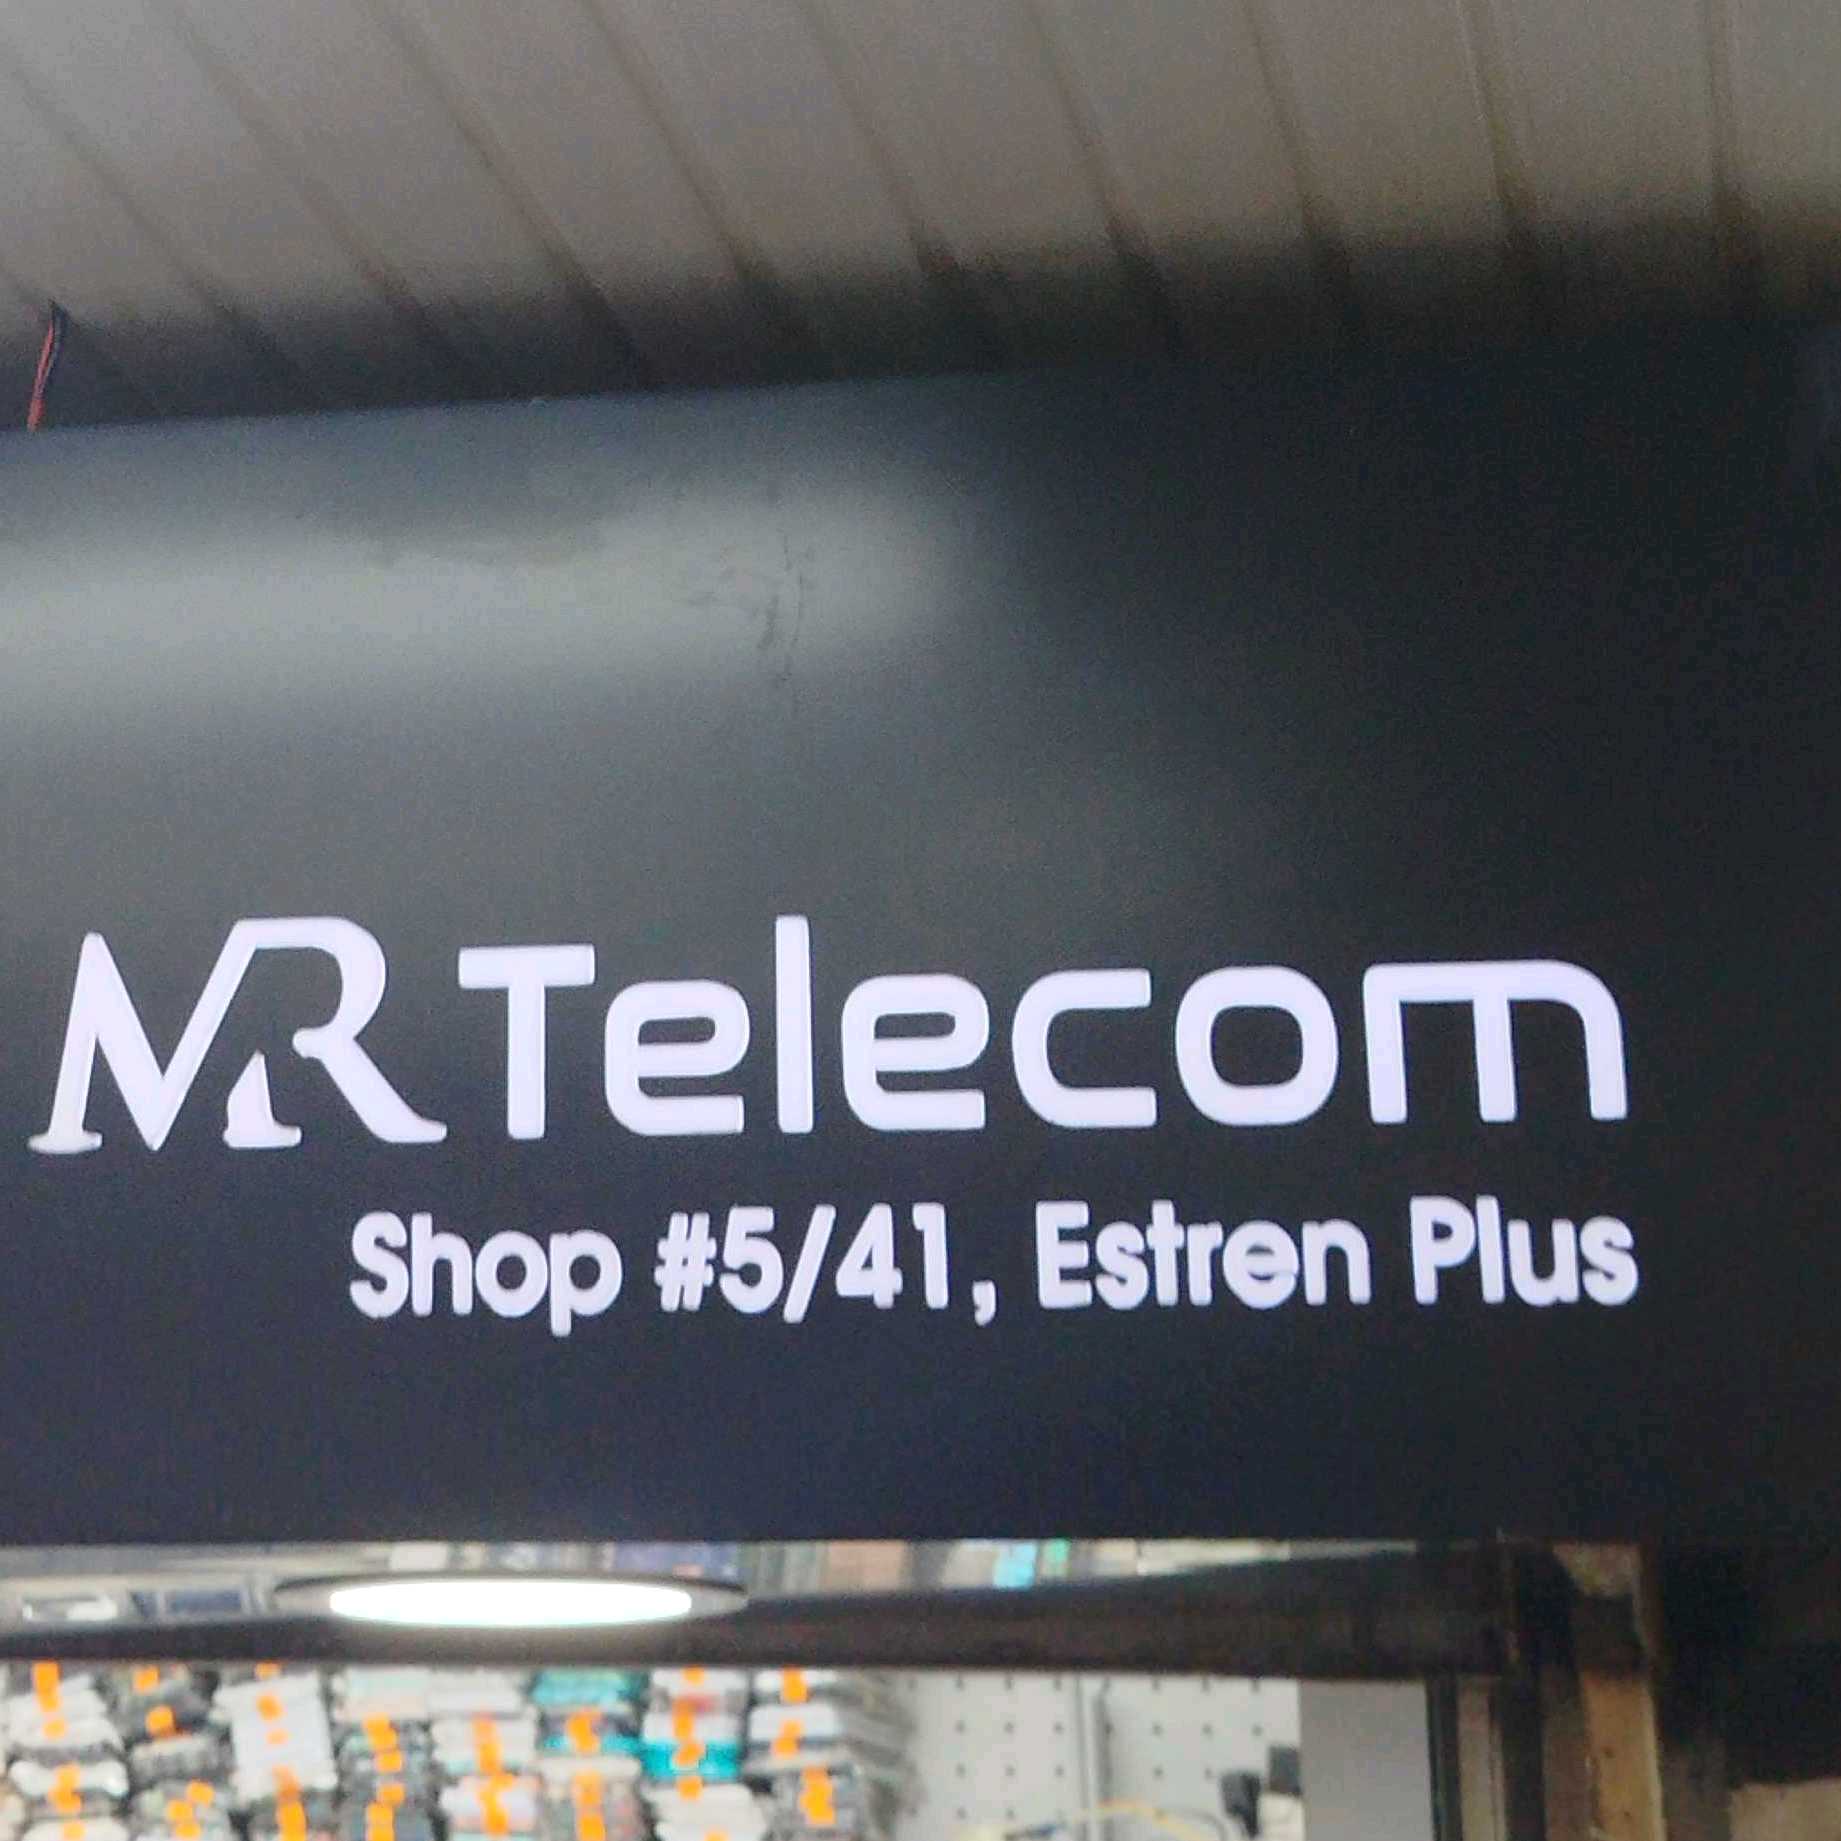 MR Telecom
Shop #5/41, Estren Plus